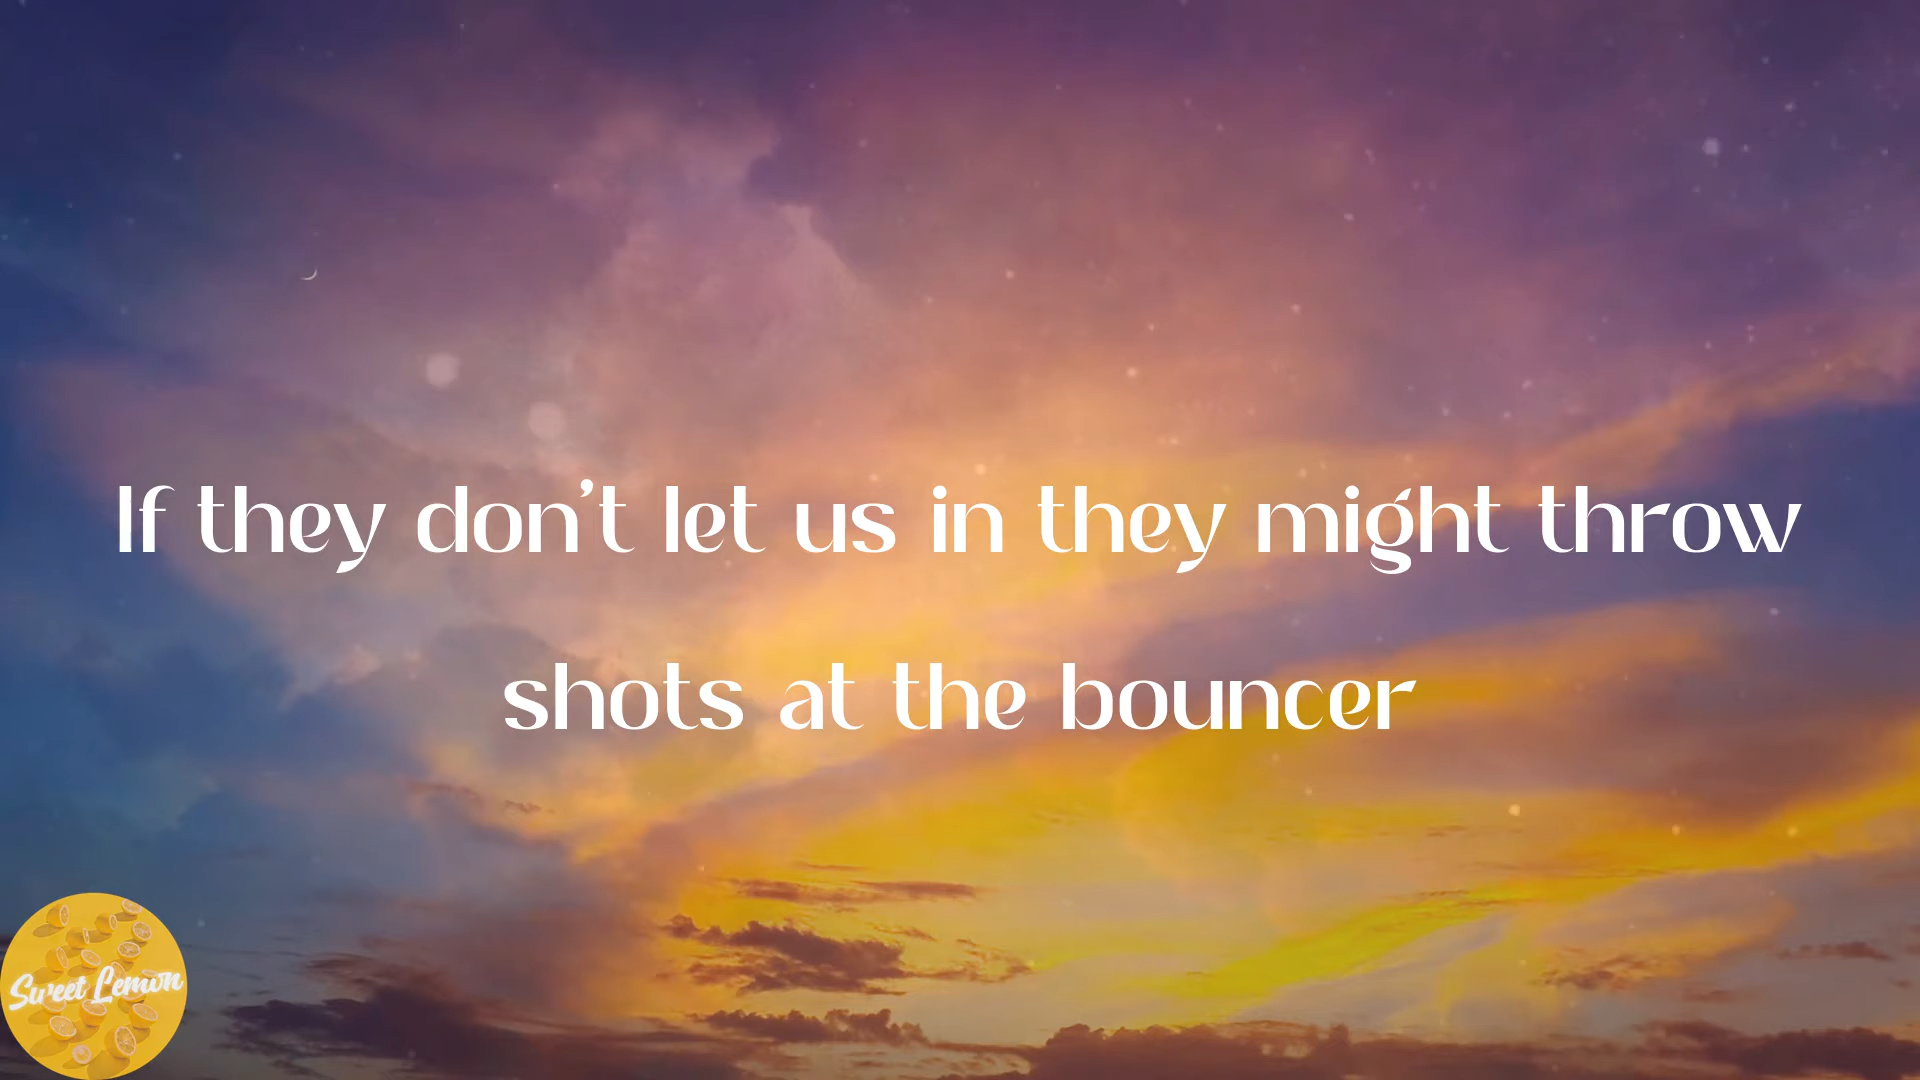 If they don't let us in they might throw
shots at the bouncer
Sweet Lemon